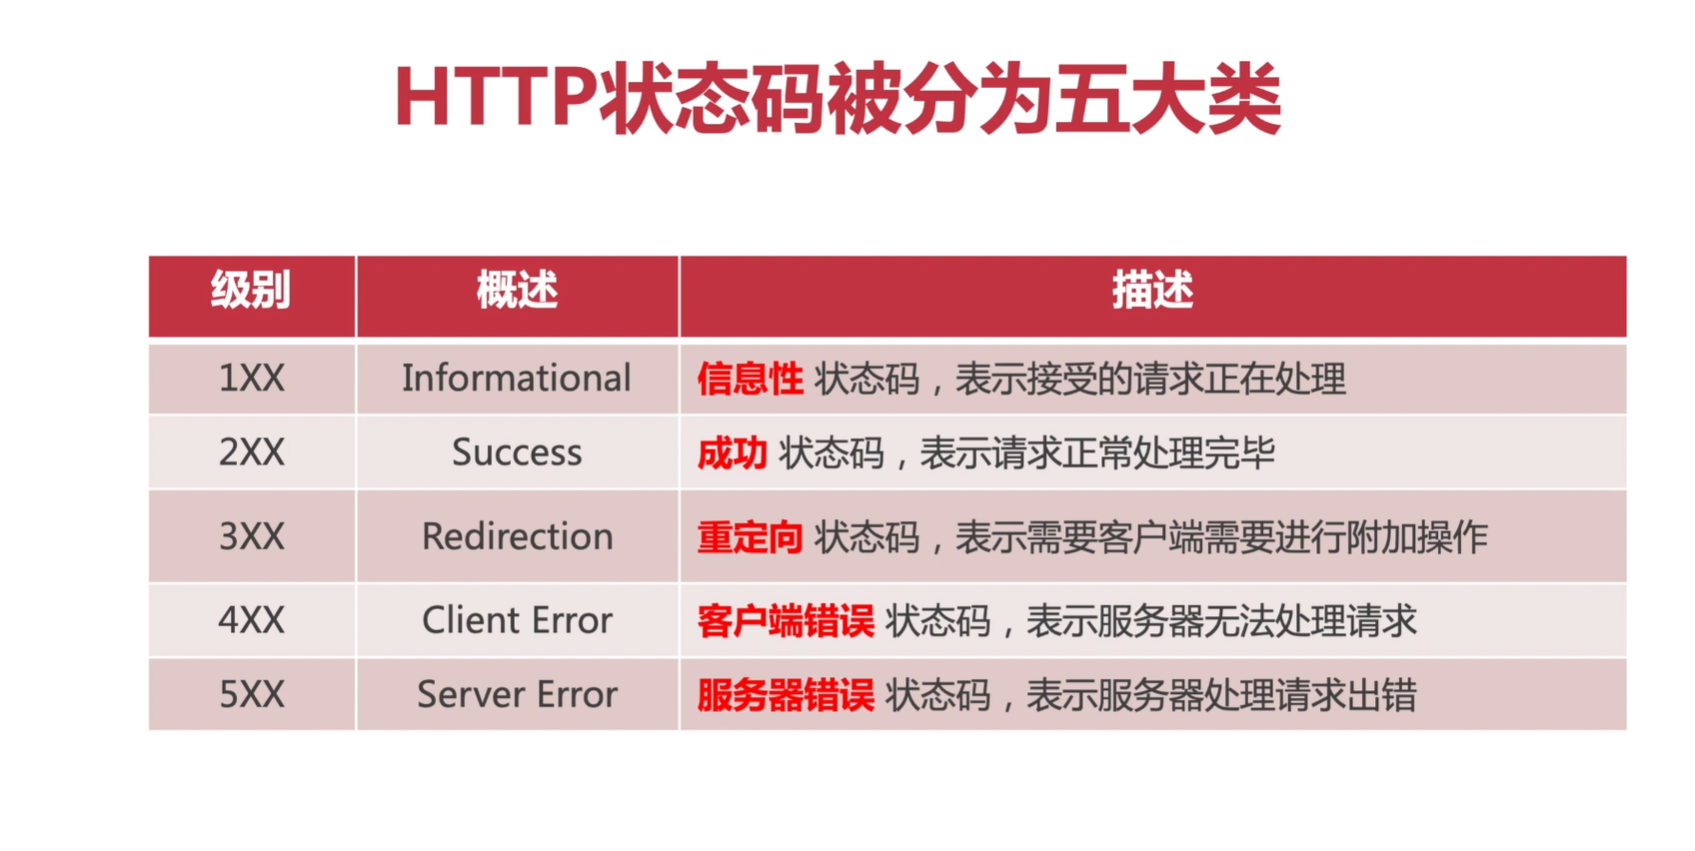 HTTP状态码被分为五大类
级别 概述 描述
1XX Informational 信息性 状态码，表示接受的请求正在处理
2XX Success 成功 状态码，表示请求正常处理完毕
3XX Redirection 重定向 状态码，表示需要客户端需要进行附加操作
4XX Client Error 客户端错误 状态码，表示服务器无法处理请求
5XX Server Error 服务器错误 状态码，表示服务器处理请求出错